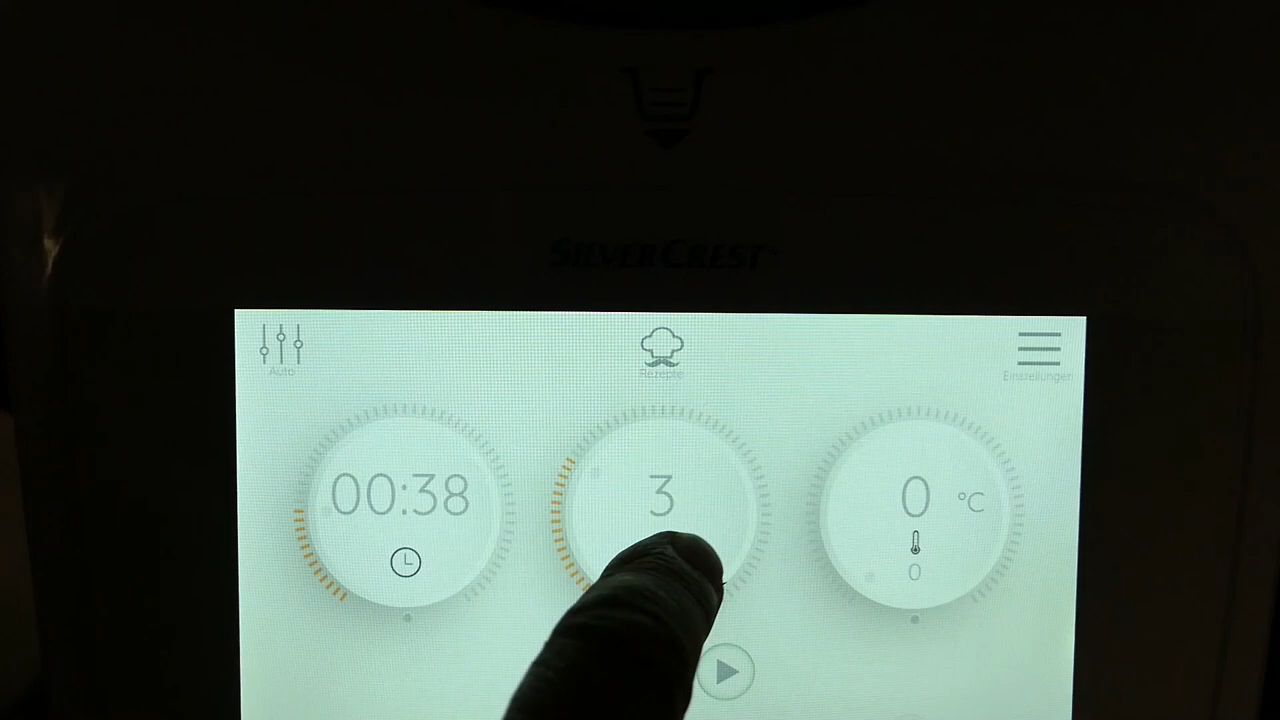 SILVERCREST
Auto
Rezepte
Einstellungen
00:38
3
0 °C
0